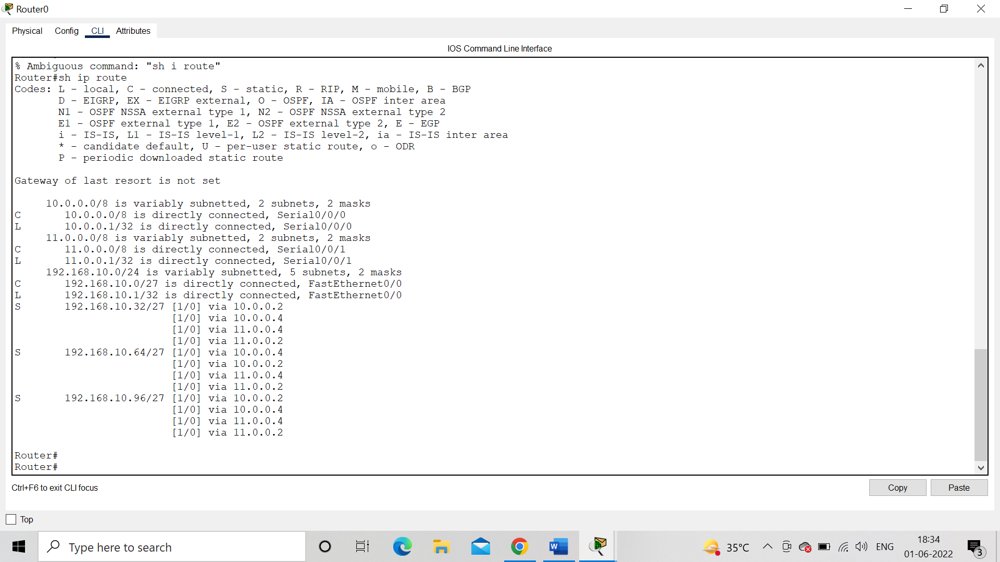 Router0
Physical Config CLI Attributes
IOS Command Line Interface
% Ambiguous command: "sh i route"
Router#sh ip route
Codes: L - local, C - connected, S - static, R - RIP, M - mobile, B - BGP
D - EIGRP, EX - EIGRP external, O - OSPF, IA - OSPF inter area
N1 - OSPF NSSA external type 1, N2 - OSPF NSSA external type 2
E1 - OSPF external type 1, E2 - OSPF external type 2, E - EGP
i - IS-IS, L1 - IS-IS level-1, L2 - IS-IS level-2, ia - IS-IS inter area
* - candidate default, U - per-user static route, o - ODR
P - periodic downloaded static route
Gateway of last resort is not set
10.0.0.0/8 is variably subnetted, 2 subnets, 2 masks
C 10.0.0.0/8 is directly connected, Serial0/0/0
L 10.0.0.1/32 is directly connected, Serial0/0/0
11.0.0.0/8 is variably subnetted, 2 subnets, 2 masks
C 11.0.0.0/8 is directly connected, Serial0/0/1
L 11.0.0.1/32 is directly connected, Serial0/0/1
192.168.10.0/24 is variably subnetted, 5 subnets, 2 masks
C 192.168.10.0/27 is directly connected, FastEthernet0/0
L 192.168.10.1/32 is directly connected, FastEthernet0/0
S 192.168.10.32/27 [1/0] via 10.0.0.2
[1/0] via 10.0.0.4
[1/0] via 11.0.0.4
[1/0] via 11.0.0.2
S 192.168.10.64/27 [1/0] via 10.0.0.4
[1/0] via 10.0.0.2
[1/0] via 11.0.0.4
[1/0] via 11.0.0.2
S 192.168.10.96/27 [1/0] via 10.0.0.2
[1/0] via 10.0.0.4
[1/0] via 11.0.0.4
[1/0] via 11.0.0.2
Router#
Router#
Ctrl+F6 to exit CLI focus
Copy Paste
Top
Type here to search
W
35°C
ENG
18:34
01-06-2022
3